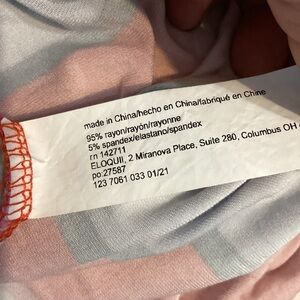 made in China/hecho en China/fabriqué en Chine
95% rayon/rayón/rayonne
5% spandex/elastano/spandex
rn 142711
ELOQUII, 2 Miranova Place, Suite 280, Columbus OH
po:27587
123 7061 033 01/21